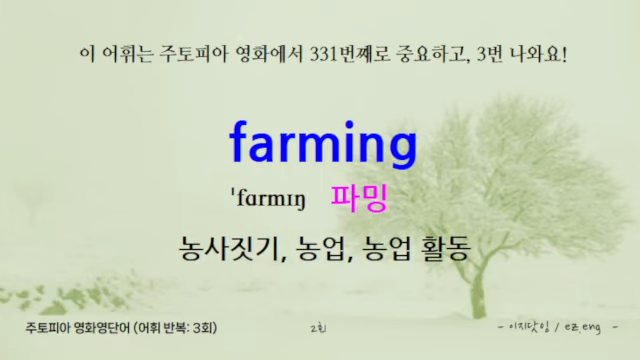 이 어휘는 주토피아 영화에서 331번째로 중요하고, 3번 나와요!
farming
ˈfɑrmɪŋ 파밍
농사짓기, 농업, 농업 활동
주토피아 영화영단어 (어휘 반복: 3회) 2회 - 이지닷잉 / ez.eng -